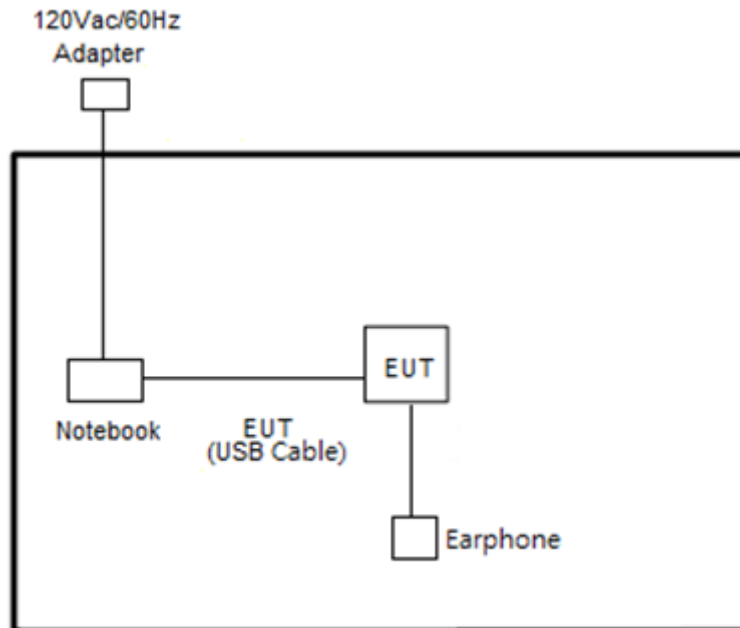 120Vac/60Hz
Adapter
EUT
Notebook
EUT
(USB Cable)
Earphone